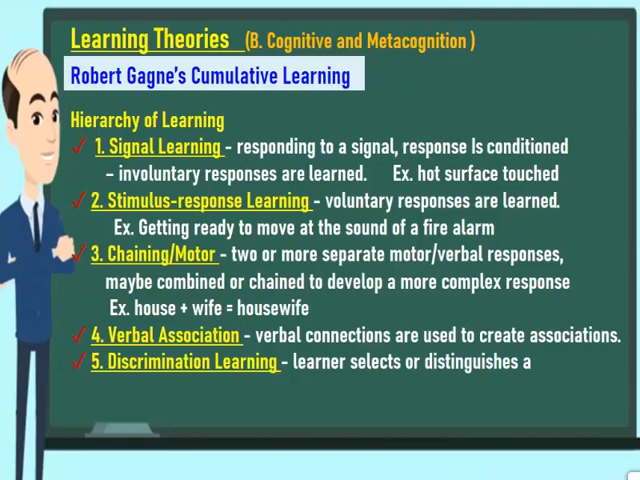 Learning Theories (B. Cognitive and Metacognition )
Robert Gagne's Cumulative Learning
Hierarchy of Learning
✓ 1. Signal Learning - responding to a signal, response Is conditioned
– involuntary responses are learned. Ex. hot surface touched
✓ 2. Stimulus-response Learning - voluntary responses are learned.
Ex. Getting ready to move at the sound of a fire alarm
✓ 3. Chaining/Motor - two or more separate motor/verbal responses,
maybe combined or chained to develop a more complex response
Ex. house + wife = housewife
✓ 4. Verbal Association - verbal connections are used to create associations.
✓ 5. Discrimination Learning - learner selects or distinguishes a